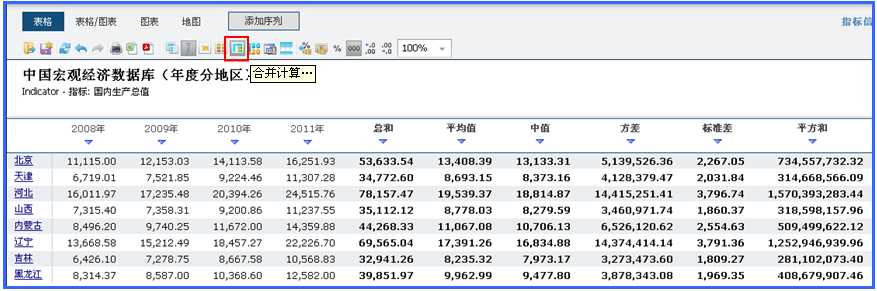 表格 表格/图表 图表 地图 添加序列 指标信
% 000 100%
中国宏观经济数据库（年度分地区）
合并计算…
Indicator - 指标: 国内生产总值
2008年 2009年 2010年 2011年 总和 平均值 中值 方差 标准差 平方和
北京 11,115.00 12,153.03 14,113.58 16,251.93 53,633.54 13,408.39 13,133.31 5,139,526.36 2,267.05 734,557,732.32
天津 6,719.01 7,521.85 9,224.46 11,307.28 34,772.60 8,693.15 8,373.16 4,128,379.47 2,031.84 314,668,566.09
河北 16,011.97 17,235.48 20,394.26 24,515.76 78,157.47 19,539.37 18,814.87 14,415,251.41 3,796.74 1,570,393,283.44
山西 7,315.40 7,358.31 9,200.86 11,237.55 35,112.12 8,778.03 8,279.59 3,460,971.74 1,860.37 318,598,157.96
内蒙古 8,496.20 9,740.25 11,672.00 14,359.88 44,268.33 11,067.08 10,706.13 6,526,120.62 2,554.63 509,499,622.12
辽宁 13,668.58 15,212.49 18,457.27 22,226.70 69,565.04 17,391.26 16,834.88 14,374,414.14 3,791.36 1,252,946,939.96
吉林 6,426.10 7,278.75 8,667.58 10,568.83 32,941.26 8,235.32 7,973.17 3,273,473.60 1,809.27 281,102,073.40
黑龙江 8,314.37 8,587.00 10,368.60 12,582.00 39,851.97 9,962.99 9,477.80 3,878,343.08 1,969.35 408,679,907.46